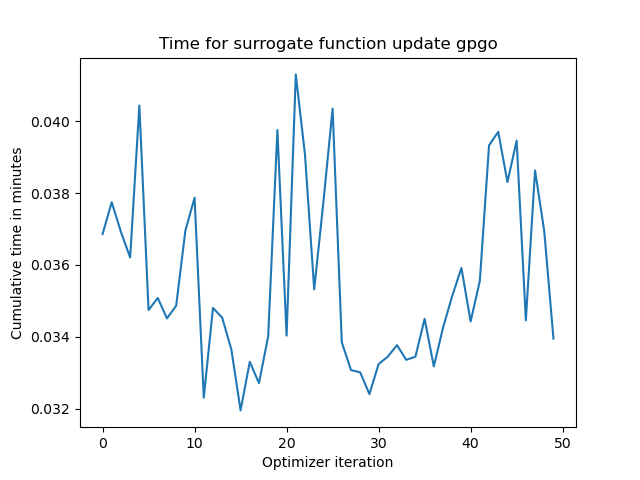 Time for surrogate function update gpgo
Cumulative time in minutes
0.040
0.038
0.036
0.034
0.032
0 10 20 30 40 50
Optimizer iteration